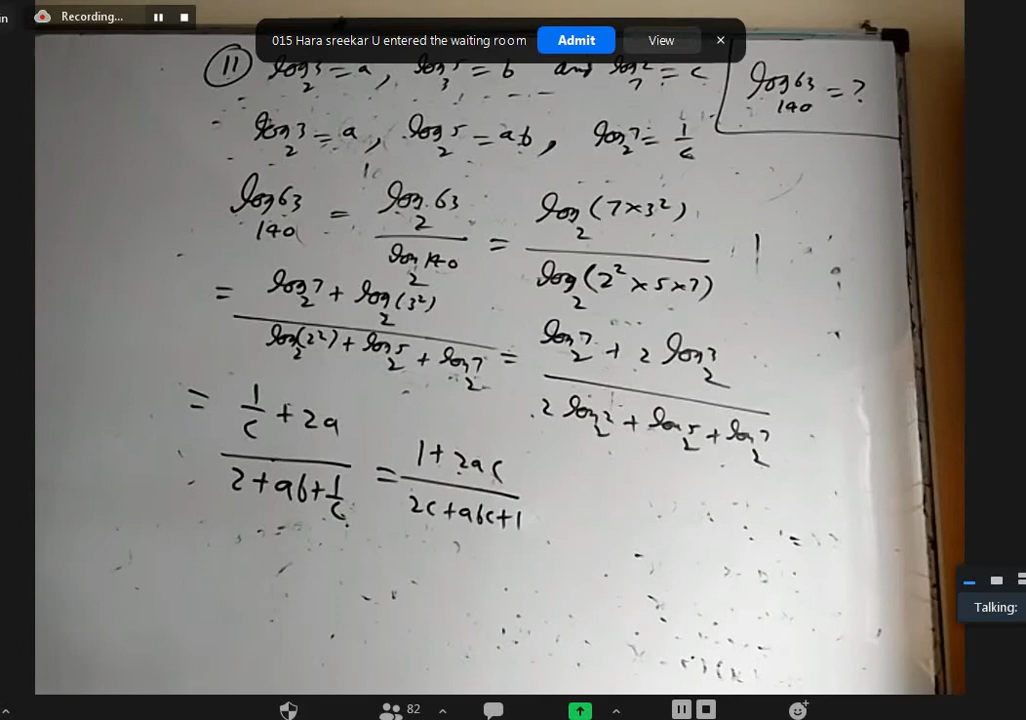 in
Recording...
015 Hara sreekar U entered the waiting room Admit View ×
(11) log₂3 = a, log₃5 = b and log₇2 = c
log₁₄₀63 = ?
log₂3 = a, log₂5 = ab, log₂7 = 1/c
log₁₄₀63 = log₂63 / log₂140 = log₂(7×3²) / log₂(2²×5×7)
= (log₂7 + log₂(3²)) / (log₂(2²) + log₂5 + log₂7) = (log₂7 + 2 log₂3) / (2 log₂2 + log₂5 + log₂7)
= (1/c + 2a) / (2 + ab + 1/c) = (1 + 2ac) / (2c + abc + 1)
Talking:
82